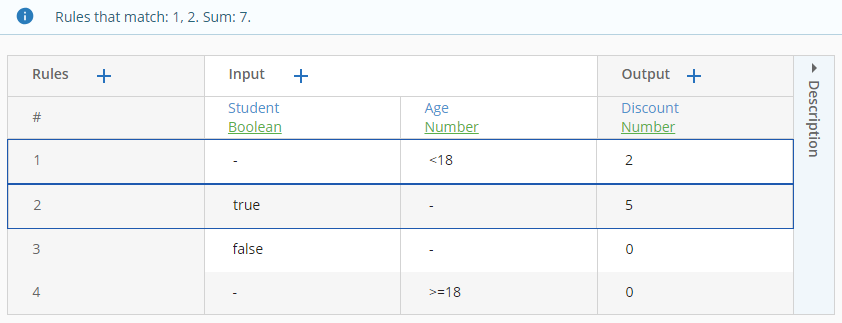 Rules that match: 1, 2. Sum: 7.
Rules + Input + Output +
# Student Boolean Age Number Discount Number
1 - <18 2
2 true - 5
3 false - 0
4 - >=18 0
Description